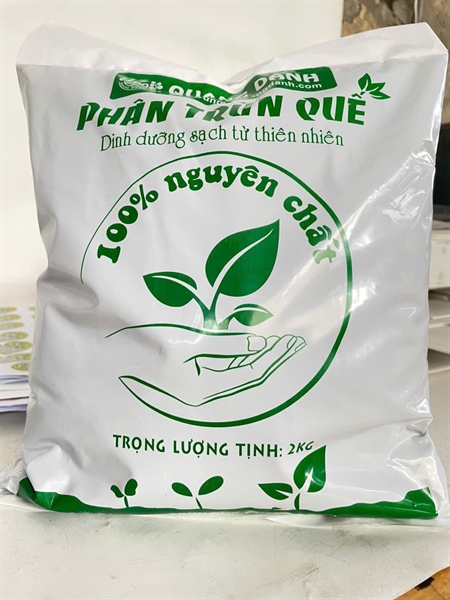 QUANG DANH
PHÂN TRÙN QUẾ
Dinh dưỡng sạch từ thiên nhiên
100% nguyên chất
TRỌNG LƯỢNG TỊNH: 2KG